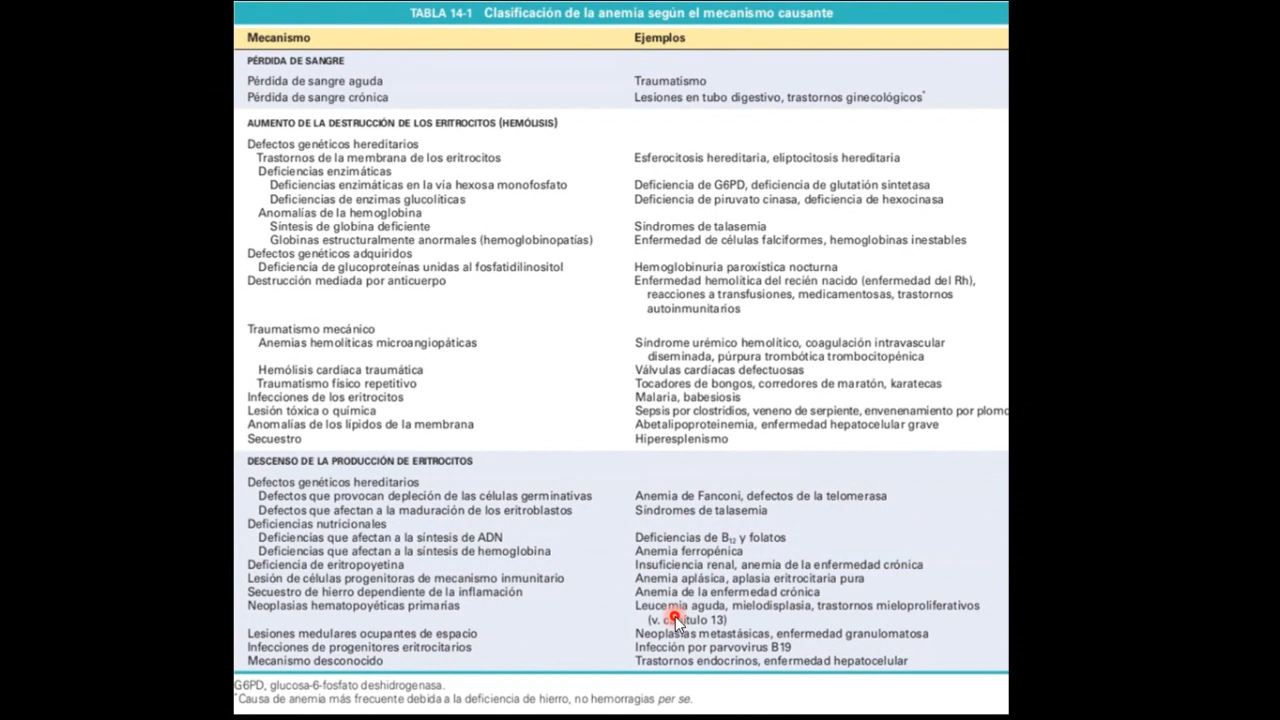 TABLA 14-1 Clasificación de la anemia según el mecanismo causante
Mecanismo Ejemplos
PÉRDIDA DE SANGRE
Pérdida de sangre aguda Traumatismo
Pérdida de sangre crónica Lesiones en tubo digestivo, trastornos ginecológicos*
AUMENTO DE LA DESTRUCCIÓN DE LOS ERITROCITOS (HEMÓLISIS)
Defectos genéticos hereditarios
Trastornos de la membrana de los eritrocitos Esferocitosis hereditaria, eliptocitosis hereditaria
Deficiencias enzimáticas
Deficiencias enzimáticas en la vía hexosa monofosfato Deficiencia de G6PD, deficiencia de glutatión sintetasa
Deficiencias de enzimas glucolíticas Deficiencia de piruvato cinasa, deficiencia de hexocinasa
Anomalías de la hemoglobina
Síntesis de globina deficiente Síndromes de talasemia
Globinas estructuralmente anormales (hemoglobinopatías) Enfermedad de células falciformes, hemoglobinas inestables
Defectos genéticos adquiridos
Deficiencia de glucoproteínas unidas al fosfatidilinositol Hemoglobinuria paroxística nocturna
Destrucción mediada por anticuerpo Enfermedad hemolítica del recién nacido (enfermedad del Rh),
reacciones a transfusiones, medicamentosas, trastornos
autoinmunitarios
Traumatismo mecánico
Anemias hemolíticas microangiopáticas Síndrome urémico hemolítico, coagulación intravascular
diseminada, púrpura trombótica trombocitopénica
Hemólisis cardíaca traumática Válvulas cardíacas defectuosas
Traumatismo físico repetitivo Tocadores de bongos, corredores de maratón, karatecas
Infecciones de los eritrocitos Malaria, babesiosis
Lesión tóxica o química Sepsis por clostridios, veneno de serpiente, envenenamiento por plomo
Anomalías de los lípidos de la membrana Abetalipoproteinemia, enfermedad hepatocelular grave
Secuestro Hiperesplenismo
DESCENSO DE LA PRODUCCIÓN DE ERITROCITOS
Defectos genéticos hereditarios
Defectos que provocan depleción de las células germinativas Anemia de Fanconi, defectos de la telomerasa
Defectos que afectan a la maduración de los eritroblastos Síndromes de talasemia
Deficiencias nutricionales
Deficiencias que afectan a la síntesis de ADN Deficiencias de B12 y folatos
Deficiencias que afectan a la síntesis de hemoglobina Anemia ferropénica
Deficiencia de eritropoyetina Insuficiencia renal, anemia de la enfermedad crónica
Lesión de células progenitoras de mecanismo inmunitario Anemia aplásica, aplasia eritrocitaria pura
Secuestro de hierro dependiente de la inflamación Anemia de la enfermedad crónica
Neoplasias hematopoyéticas primarias Leucemia aguda, mielodisplasia, trastornos mieloproliferativos
(v. capítulo 13)
Lesiones medulares ocupantes de espacio Neoplasias metastásicas, enfermedad granulomatosa
Infecciones de progenitores eritrocitarios Infección por parvovirus B19
Mecanismo desconocido Trastornos endocrinos, enfermedad hepatocelular
G6PD, glucosa-6-fosfato deshidrogenasa.
*Causa de anemia más frecuente debida a la deficiencia de hierro, no hemorragias per se.